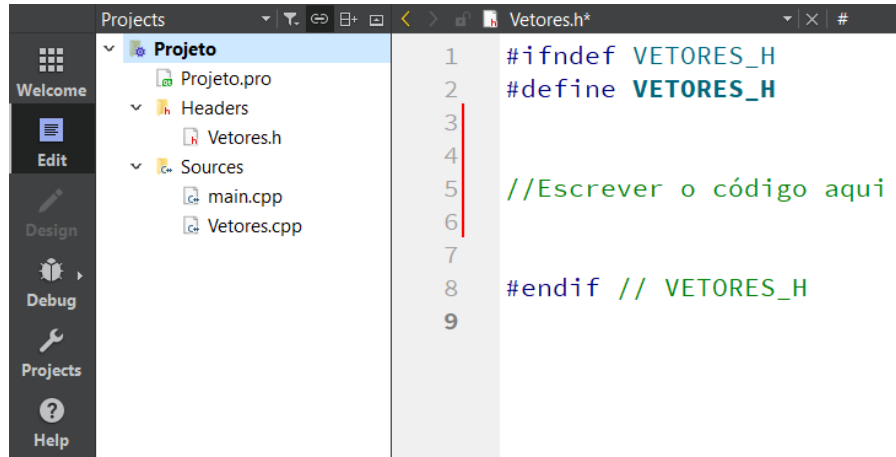 Projects
Vetores.h*
#
Welcome
Edit
Design
Debug
Projects
Help
Projeto
Projeto.pro
Headers
Vetores.h
Sources
main.cpp
Vetores.cpp
1 #ifndef VETORES_H
2 #define VETORES_H
3
4
5 //Escrever o código aqui
6
7
8 #endif // VETORES_H
9